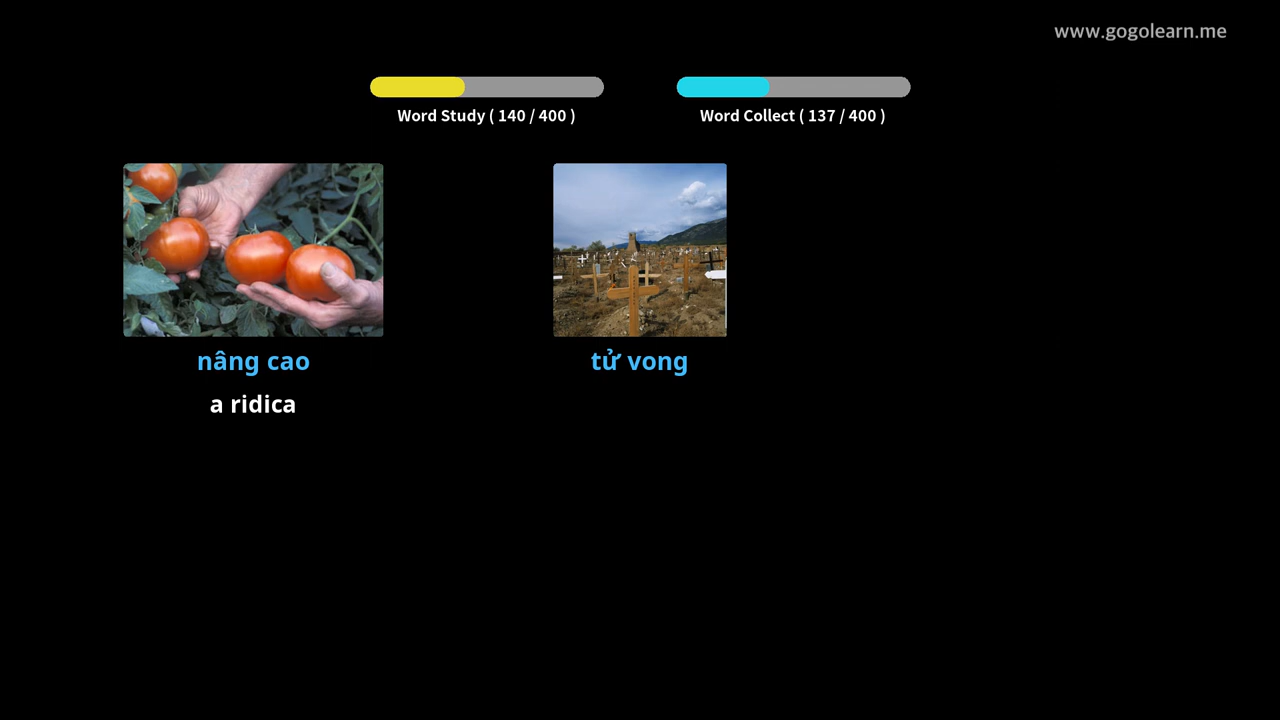 www.gogolearn.me
Word Study ( 140 / 400 )
Word Collect ( 137 / 400 )
nâng cao
a ridica
tử vong